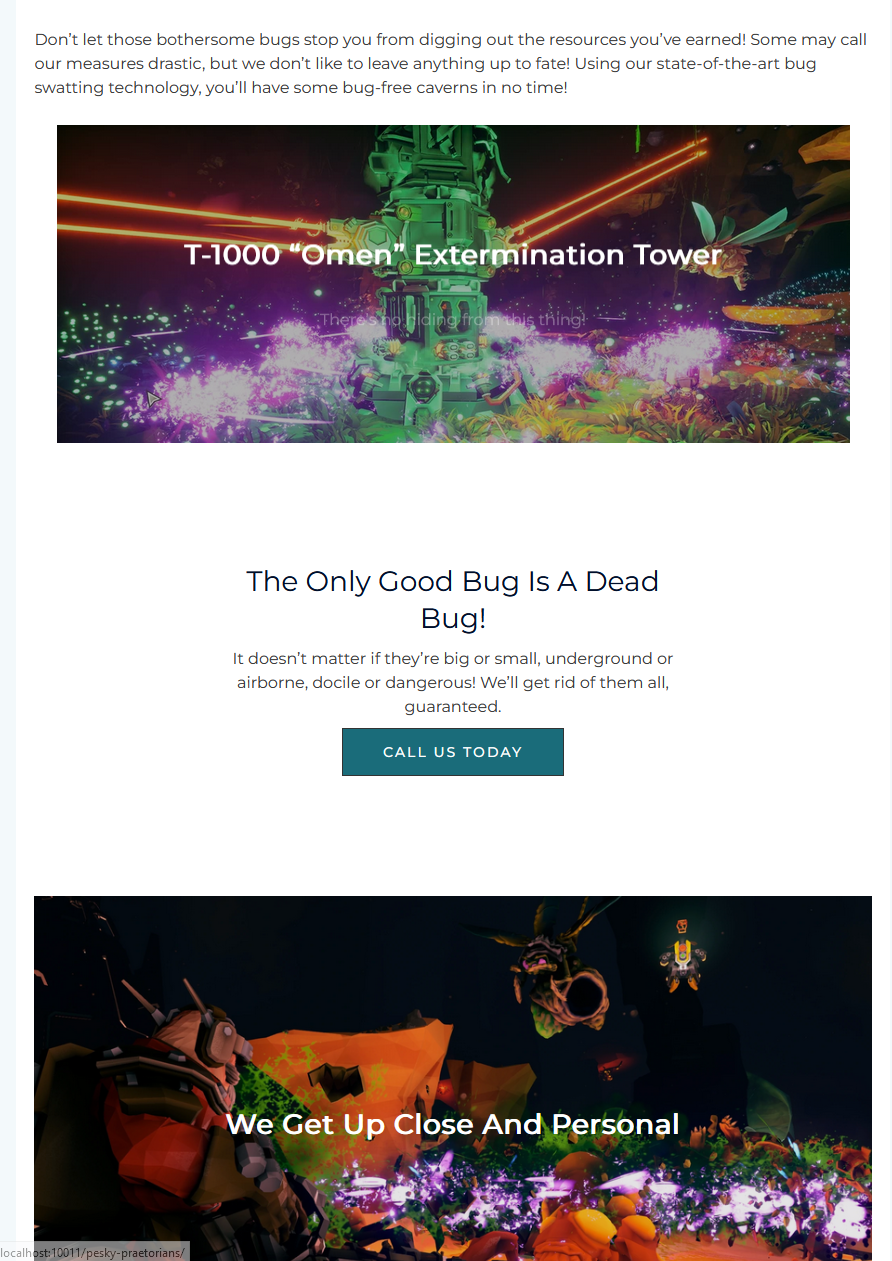 Don’t let those bothersome bugs stop you from digging out the resources you’ve earned! Some may call
our measures drastic, but we don’t like to leave anything up to fate! Using our state-of-the-art bug
swatting technology, you’ll have some bug-free caverns in no time!
T-1000 “Omen” Extermination Tower
There’s no hiding from this thing!
The Only Good Bug Is A Dead
Bug!
It doesn’t matter if they’re big or small, underground or
airborne, docile or dangerous! We’ll get rid of them all,
guaranteed.
CALL US TODAY
We Get Up Close And Personal
localhost:10011/pesky-praetorians/